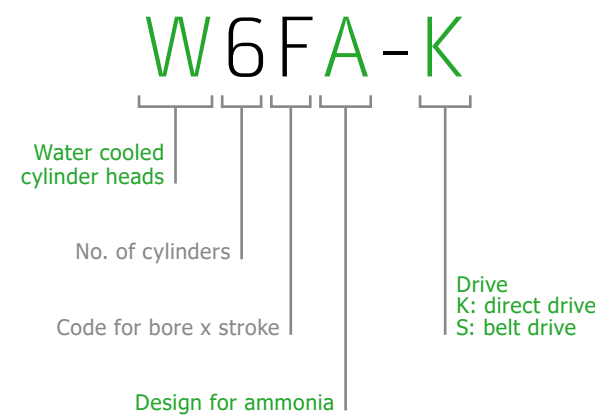 W6FA-K
Water cooled
cylinder heads
No. of cylinders
Code for bore x stroke
Design for ammonia
Drive
K: direct drive
S: belt drive